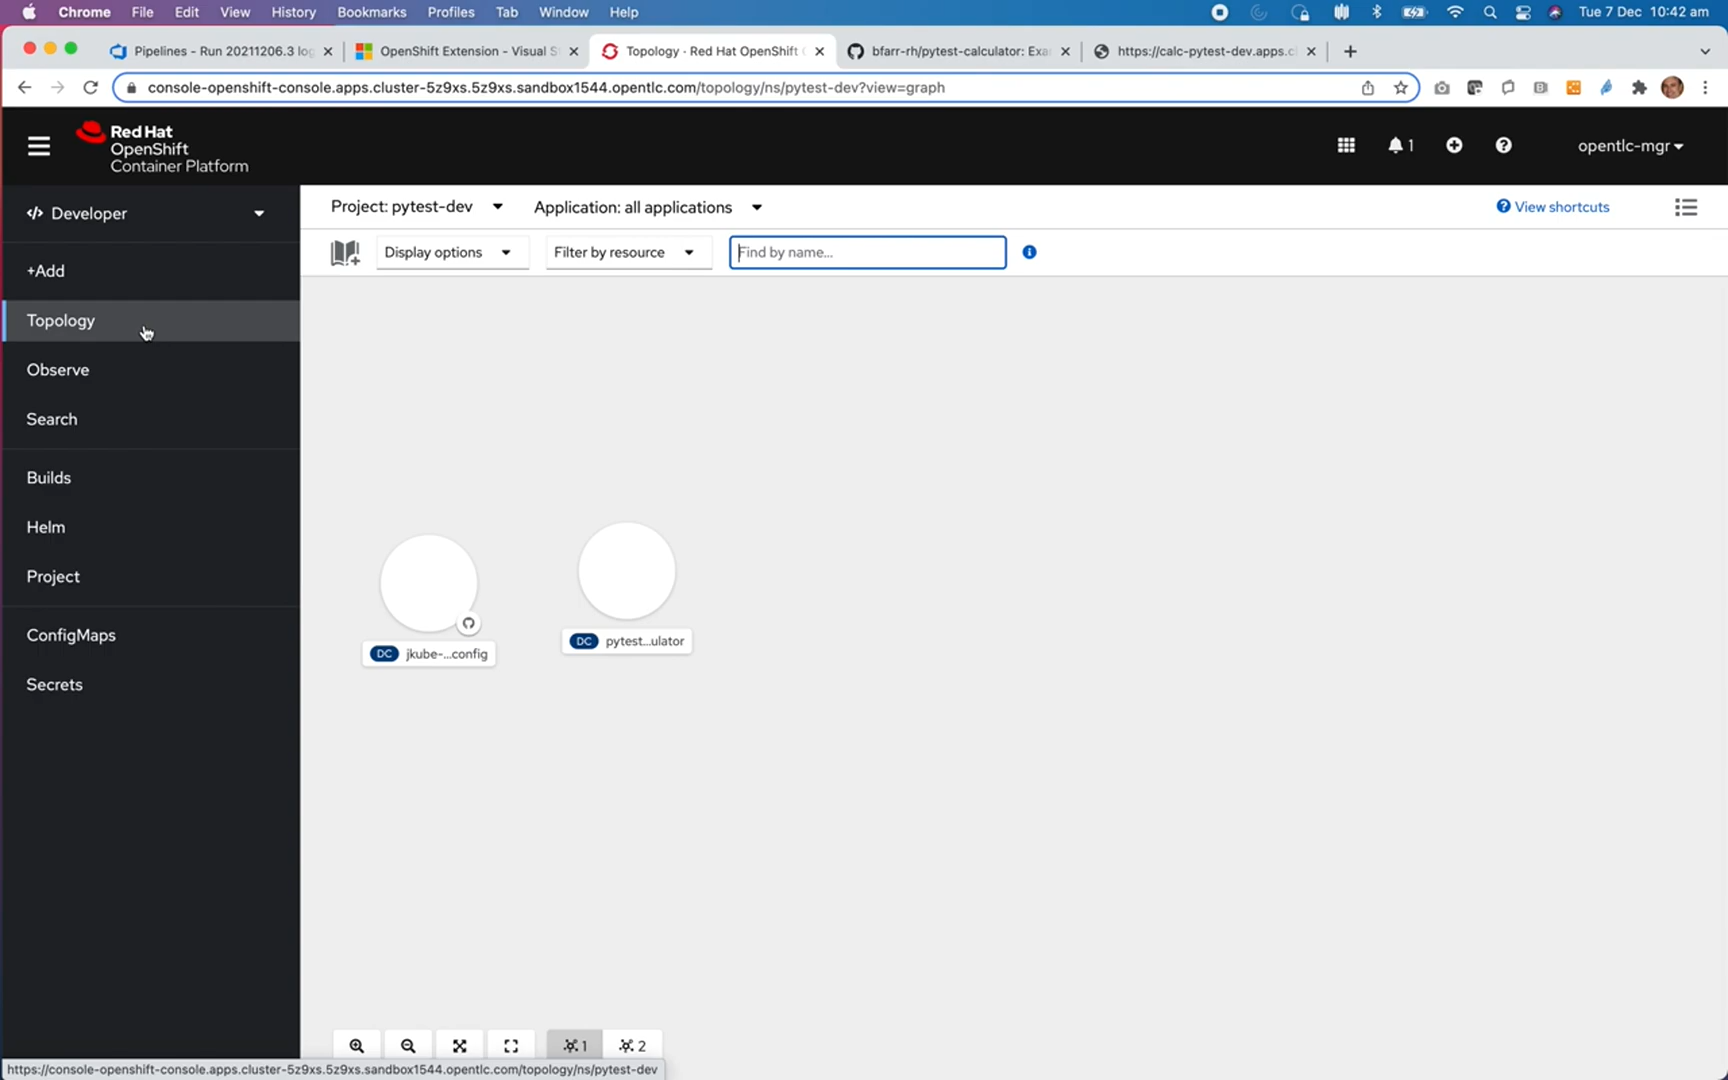 Chrome File Edit View History Bookmarks Profiles Tab Window Help Tue 7 Dec 10:42 am
Pipelines - Run 20211206.3 log OpenShift Extension - Visual S Topology · Red Hat OpenShift bfarr-rh/pytest-calculator: Exa https://calc-pytest-dev.apps.cl
console-openshift-console.apps.cluster-5z9xs.5z9xs.sandbox1544.opentlc.com/topology/ns/pytest-dev?view=graph
Red Hat
OpenShift
Container Platform
1
opentlc-mgr
Developer
Project: pytest-dev
Application: all applications
View shortcuts
Display options
Filter by resource
Find by name...
+Add
Topology
Observe
Search
Builds
Helm
Project
ConfigMaps
Secrets
DC jkube-...config
DC pytest...ulator
1
2
https://console-openshift-console.apps.cluster-5z9xs.5z9xs.sandbox1544.opentlc.com/topology/ns/pytest-dev